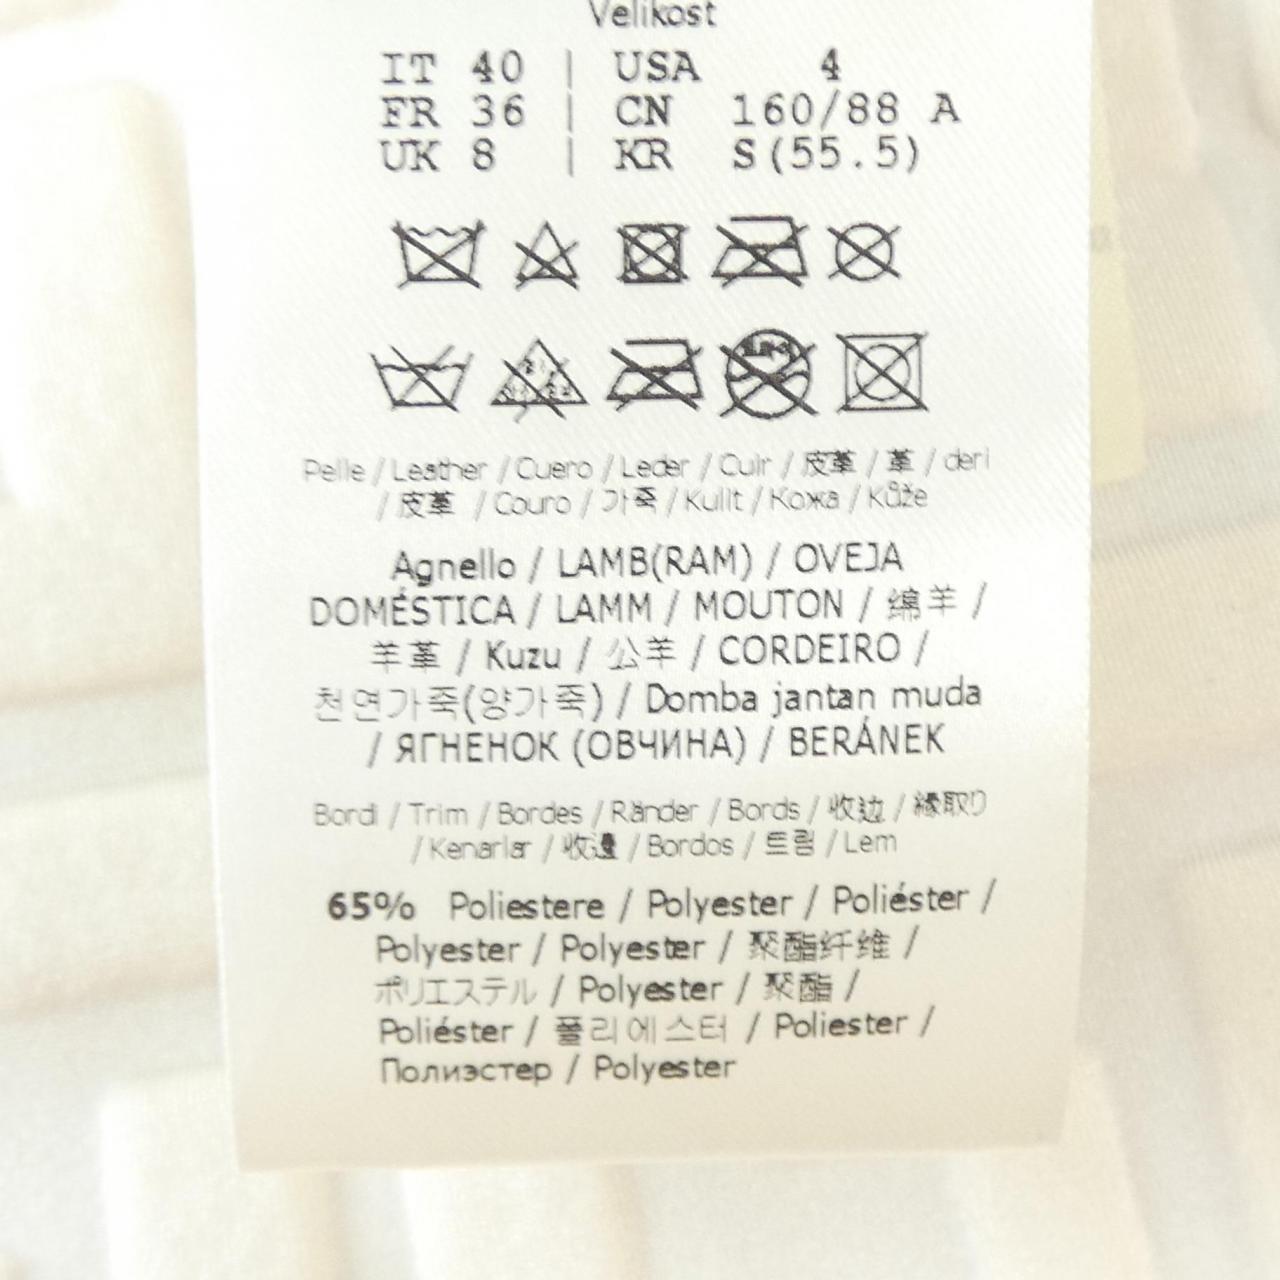 Velikost
IT 40 | USA 4
FR 36 | CN 160/88 A
UK 8 | KR S(55.5)
Pelle / Leather / Cuero / Leder / Cuir / 皮革 / 革 / deri
/ 皮革 / Couro / 가죽 / Kulit / Кожа / Kůže
Agnello / LAMB(RAM) / OVEJA
DOMÉSTICA / LAMM / MOUTON / 绵羊 /
羊革 / Kuzu / 公羊 / CORDEIRO /
천연가죽(양가죽) / Domba jantan muda
/ ЯГНЕНОК (ОВЧИНА) / BERÁNEK
Bordi / Trim / Bordes / Ränder / Bords / 收边 / 縁取り
/ Kenarlar / 收邊 / Bordos / 트림 / Lem
65% Poliestere / Polyester / Poliéster /
Polyester / Polyester / 聚酯纤维 /
ポリエステル / Polyester / 聚酯 /
Poliéster / 폴리에스터 / Poliester /
Полиэстер / Polyester